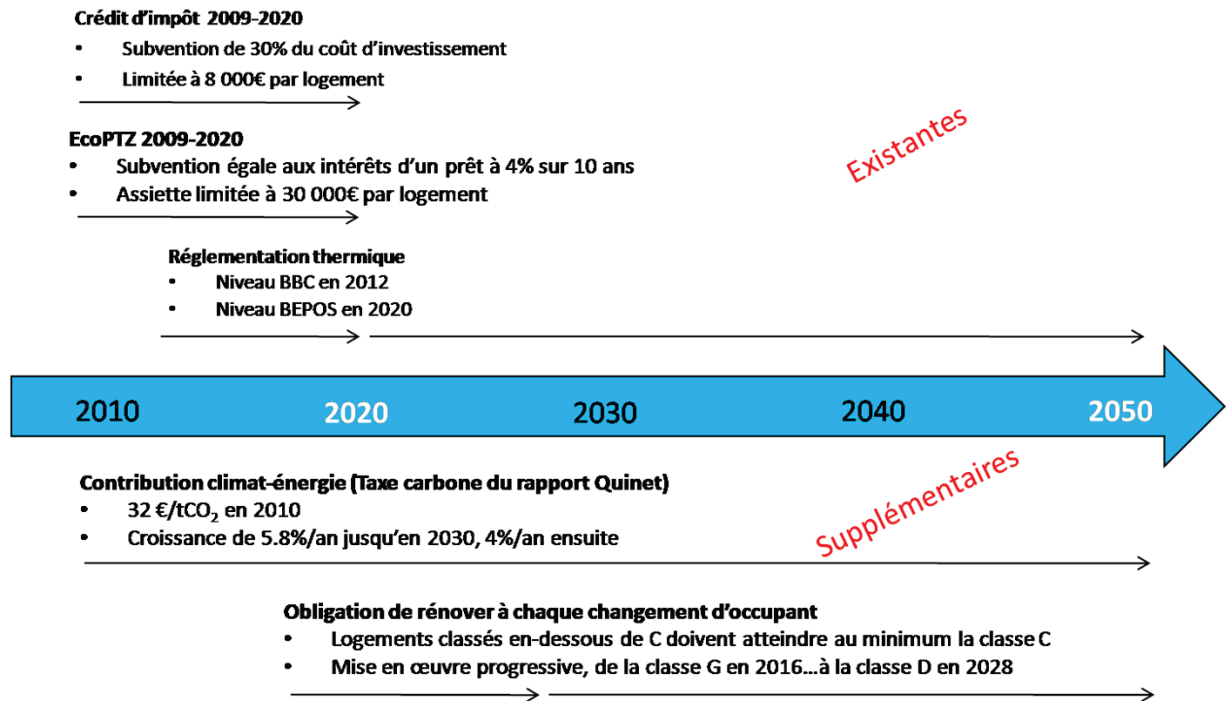 Crédit d'impôt 2009-2020
• Subvention de 30% du coût d'investissement
• Limitée à 8 000€ par logement
EcoPTZ 2009-2020
• Subvention égale aux intérêts d'un prêt à 4% sur 10 ans
• Assiette limitée à 30 000€ par logement
Existantes
Réglementation thermique
• Niveau BBC en 2012
• Niveau BEPOS en 2020
2010 2020 2030 2040 2050
Contribution climat-énergie (Taxe carbone du rapport Quinet)
• 32 €/tCO₂ en 2010
• Croissance de 5.8%/an jusqu'en 2030, 4%/an ensuite
Supplémentaires
Obligation de rénover à chaque changement d'occupant
• Logements classés en-dessous de C doivent atteindre au minimum la classe C
• Mise en œuvre progressive, de la classe G en 2016...à la classe D en 2028